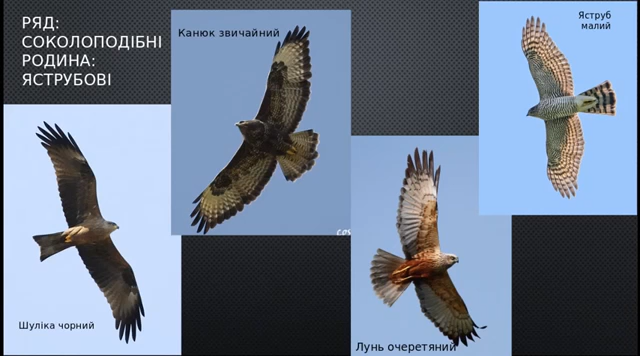 РЯД:
СОКОЛОПОДІБНІ
РОДИНА:
ЯСТРУБОВІ
Канюк звичайний
Яструб
малий
Шуліка чорний
Лунь очеретяний